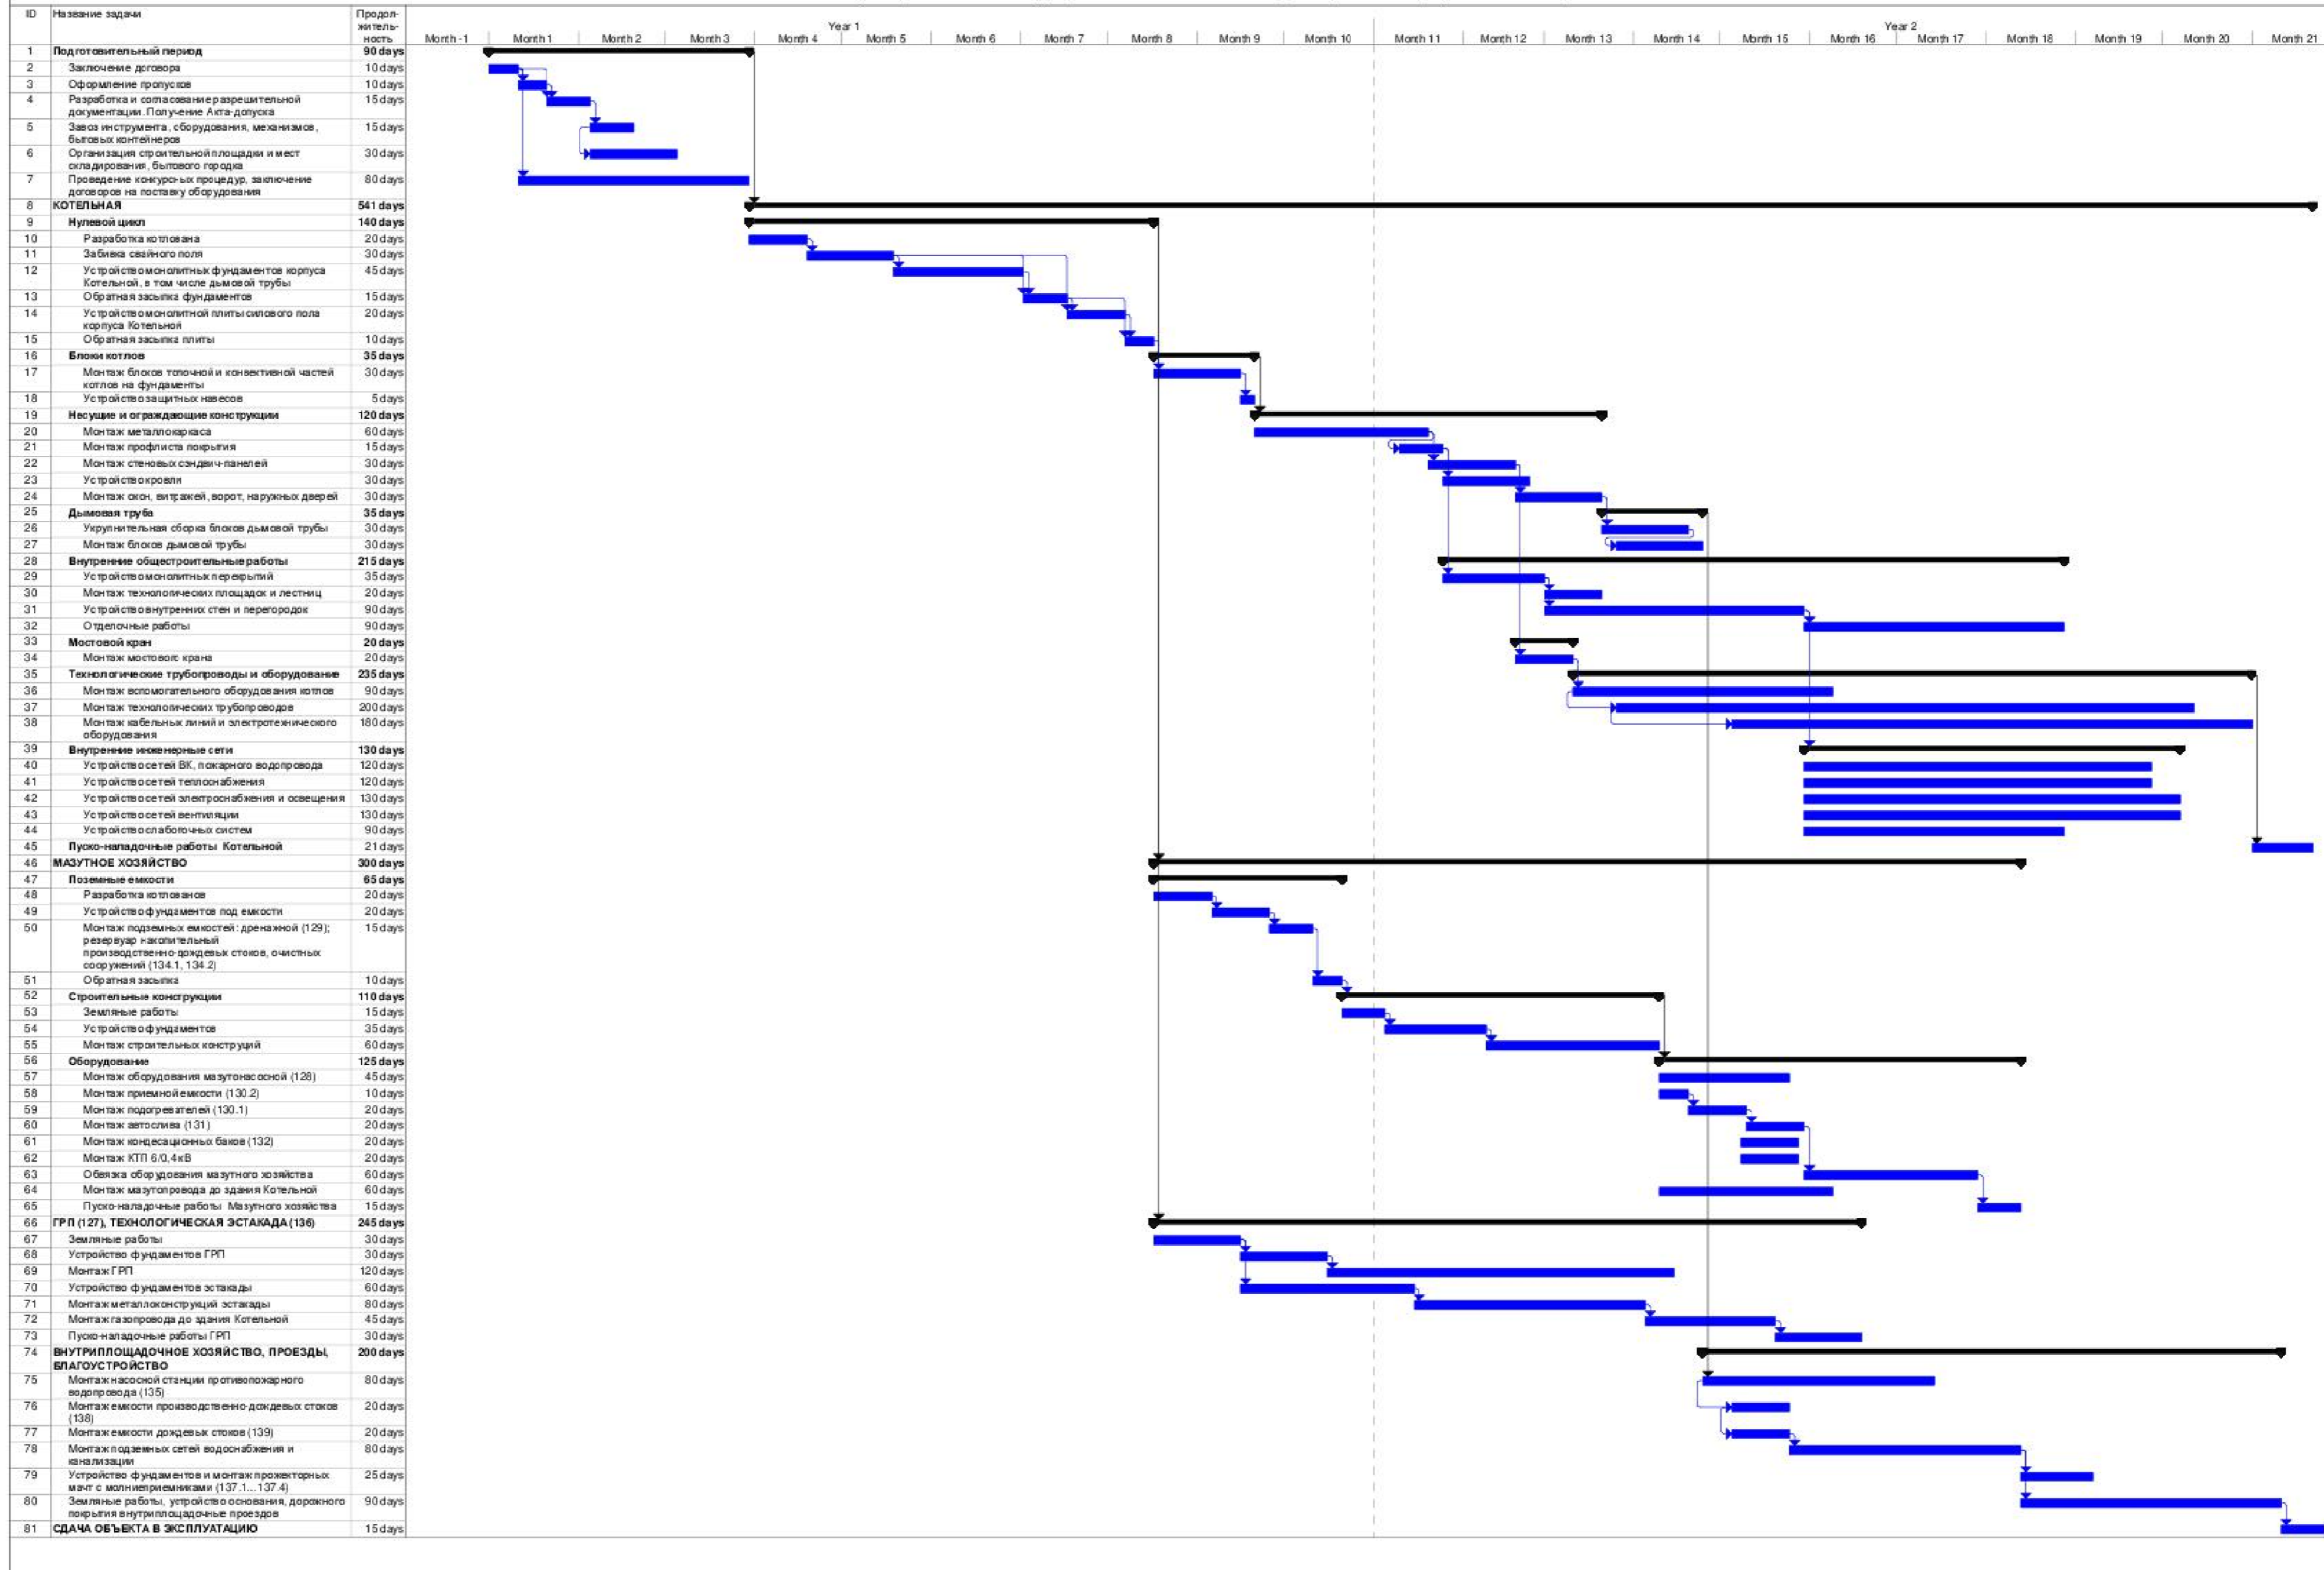 ID Название задачи Продол-
житель-
ность
Year 1 Year 2
Month -1 Month 1 Month 2 Month 3 Month 4 Month 5 Month 6 Month 7 Month 8 Month 9 Month 10 Month 11 Month 12 Month 13 Month 14 Month 15 Month 16 Month 17 Month 18 Month 19 Month 20 Month 21
1 Подготовительный период 90 days
2 Заключение договора 10 days
3 Оформление пропусков 10 days
4 Разработка и согласование разрешительной 15 days
документации. Получение Акта-допуска
5 Завоз инструмента, оборудования, механизмов, 15 days
бытовых контейнеров
6 Организация строительной площадки и мест 30 days
складирования, бытового городка
7 Проведение конкурсных процедур, заключение 80 days
договоров на поставку оборудования
8 КОТЕЛЬНАЯ 541 days
9 Нулевой цикл 140 days
10 Разработка котлована 20 days
11 Забивка свайного поля 30 days
12 Устройство монолитных фундаментов корпуса 45 days
Котельной, в том числе дымовой трубы
13 Обратная засыпка фундаментов 15 days
14 Устройство монолитной плиты силового пола 20 days
корпуса Котельной
15 Обратная засыпка плиты 10 days
16 Блоки котлов 35 days
17 Монтаж блоков топочной и конвективной частей 30 days
котлов на фундаменты
18 Устройство защитных навесов 5 days
19 Несущие и ограждающие конструкции 120 days
20 Монтаж металлокаркаса 60 days
21 Монтаж профлиста покрытия 15 days
22 Монтаж стеновых сэндвич-панелей 30 days
23 Устройство кровли 30 days
24 Монтаж окон, витражей, ворот, наружных дверей 30 days
25 Дымовая труба 35 days
26 Укрупнительная сборка блоков дымовой трубы 30 days
27 Монтаж блоков дымовой трубы 30 days
28 Внутренние общестроительные работы 215 days
29 Устройство монолитных перекрытий 35 days
30 Монтаж технологических площадок и лестниц 20 days
31 Устройство внутренних стен и перегородок 90 days
32 Отделочные работы 90 days
33 Мостовой кран 20 days
34 Монтаж мостового крана 20 days
35 Технологические трубопроводы и оборудование 235 days
36 Монтаж вспомогательного оборудования котлов 90 days
37 Монтаж технологических трубопроводов 200 days
38 Монтаж кабельных линий и электротехнического 180 days
оборудования
39 Внутренние инженерные сети 130 days
40 Устройство сетей ВК, пожарного водопровода 120 days
41 Устройство сетей теплоснабжения 120 days
42 Устройство сетей электроснабжения и освещения 130 days
43 Устройство сетей вентиляции 130 days
44 Устройство слаботочных систем 90 days
45 Пуско-наладочные работы Котельной 21 days
46 МАЗУТНОЕ ХОЗЯЙСТВО 300 days
47 Поземные емкости 65 days
48 Разработка котлованов 20 days
49 Устройство фундаментов под емкости 20 days
50 Монтаж подземных емкостей: дренажной (129); 15 days
резервуар накопительный
производственно-дождевых стоков, очистных
сооружений (134.1, 134.2)
51 Обратная засыпка 10 days
52 Строительные конструкции 110 days
53 Земляные работы 15 days
54 Устройство фундаментов 35 days
55 Монтаж строительных конструций 60 days
56 Оборудование 125 days
57 Монтаж оборудования мазутонасосной (128) 45 days
58 Монтаж приемной емкости (130.2) 10 days
59 Монтаж подогревателей (130.1) 20 days
60 Монтаж автослива (131) 20 days
61 Монтаж кондесационных баков (132) 20 days
62 Монтаж КТП 6/0,4кВ 20 days
63 Обвязка оборудования мазутного хозяйства 60 days
64 Монтаж мазутопровода до здания Котельной 60 days
65 Пуско-наладочные работы Мазутного хозяйства 15 days
66 ГРП (127), ТЕХНОЛОГИЧЕСКАЯ ЭСТАКАДА (136) 245 days
67 Земляные работы 30 days
68 Устройство фундаментов ГРП 30 days
69 Монтаж ГРП 120 days
70 Устройство фундаментов эстакады 60 days
71 Монтаж металлоконструкций эстакады 80 days
72 Монтаж газопровода до здания Котельной 45 days
73 Пуско-наладочные работы ГРП 30 days
74 ВНУТРИПЛОЩАДОЧНОЕ ХОЗЯЙСТВО, ПРОЕЗДЫ, 200 days
БЛАГОУСТРОЙСТВО
75 Монтаж насосной станции противопожарного 80 days
водопровода (135)
76 Монтаж емкости производственно-дождевых стоков 20 days
(138)
77 Монтаж емкости дождевых стоков (139) 20 days
78 Монтаж подземных сетей водоснабжения и 80 days
канализации
79 Устройство фундаментов и монтаж прожекторных 25 days
мачт с молниеприемниками (137.1...137.4)
80 Земляные работы, устройство основания, дорожного 90 days
покрытия внутриплощадочные проездов
81 СДАЧА ОБЪЕКТА В ЭКСПЛУАТАЦИЮ 15 days